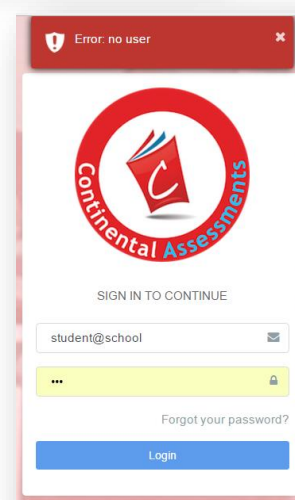 Error: no user
Continental Assessments
C
SIGN IN TO CONTINUE
student@school
•••
Forgot your password?
Login